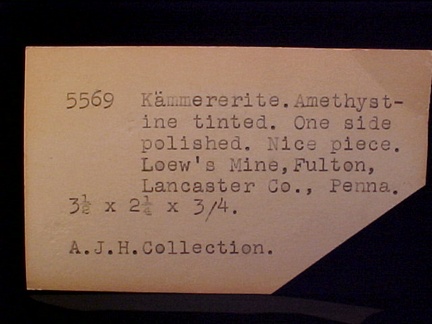 5569 Kämmererite.Amethyst-
ine tinted. One side
polished. Nice piece.
Loew's Mine,Fulton,
Lancaster Co., Penna.
3½ x 2¼ x 3/4.
A.J.H.Collection.